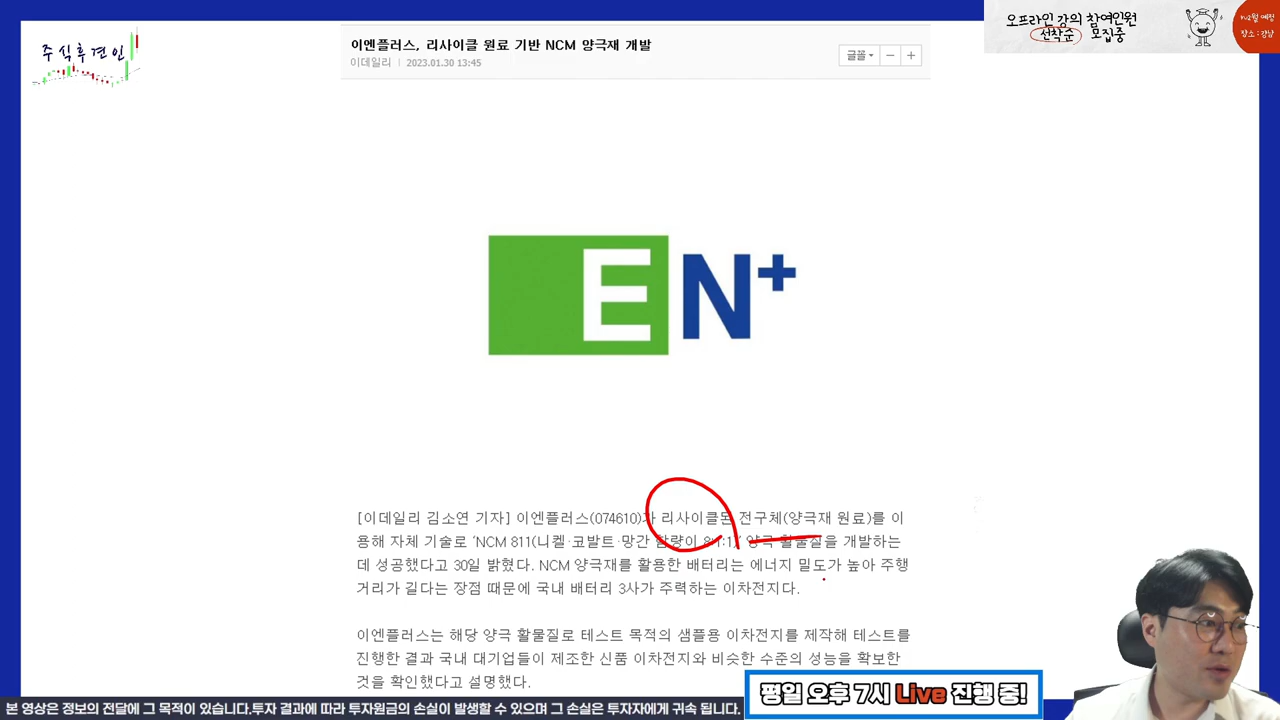 오프라인 강의 참여인원
선착순 모집중
12월 예정
장소 : 강남
주식후견인
이엔플러스, 리사이클 원료 기반 NCM 양극재 개발
이데일리 | 2023.01.30 13:45
글꼴
EN+
[이데일리 김소연 기자] 이엔플러스(074610)가 리사이클된 전구체(양극재 원료)를 이
용해 자체 기술로 'NCM 811(니켈·코발트·망간 함량이 8:1:1)' 양극 활물질을 개발하는
데 성공했다고 30일 밝혔다. NCM 양극재를 활용한 배터리는 에너지 밀도가 높아 주행
거리가 길다는 장점 때문에 국내 배터리 3사가 주력하는 이차전지다.
이엔플러스는 해당 양극 활물질로 테스트 목적의 샘플용 이차전지를 제작해 테스트를
진행한 결과 국내 대기업들이 제조한 신품 이차전지와 비슷한 수준의 성능을 확보한
것을 확인했다고 설명했다.
평일 오후 7시 Live 진행 중!
본 영상은 정보의 전달에 그 목적이 있습니다.투자 결과에 따라 투자원금의 손실이 발생할 수 있으며 그 손실은 투자자에게 귀속 됩니다.